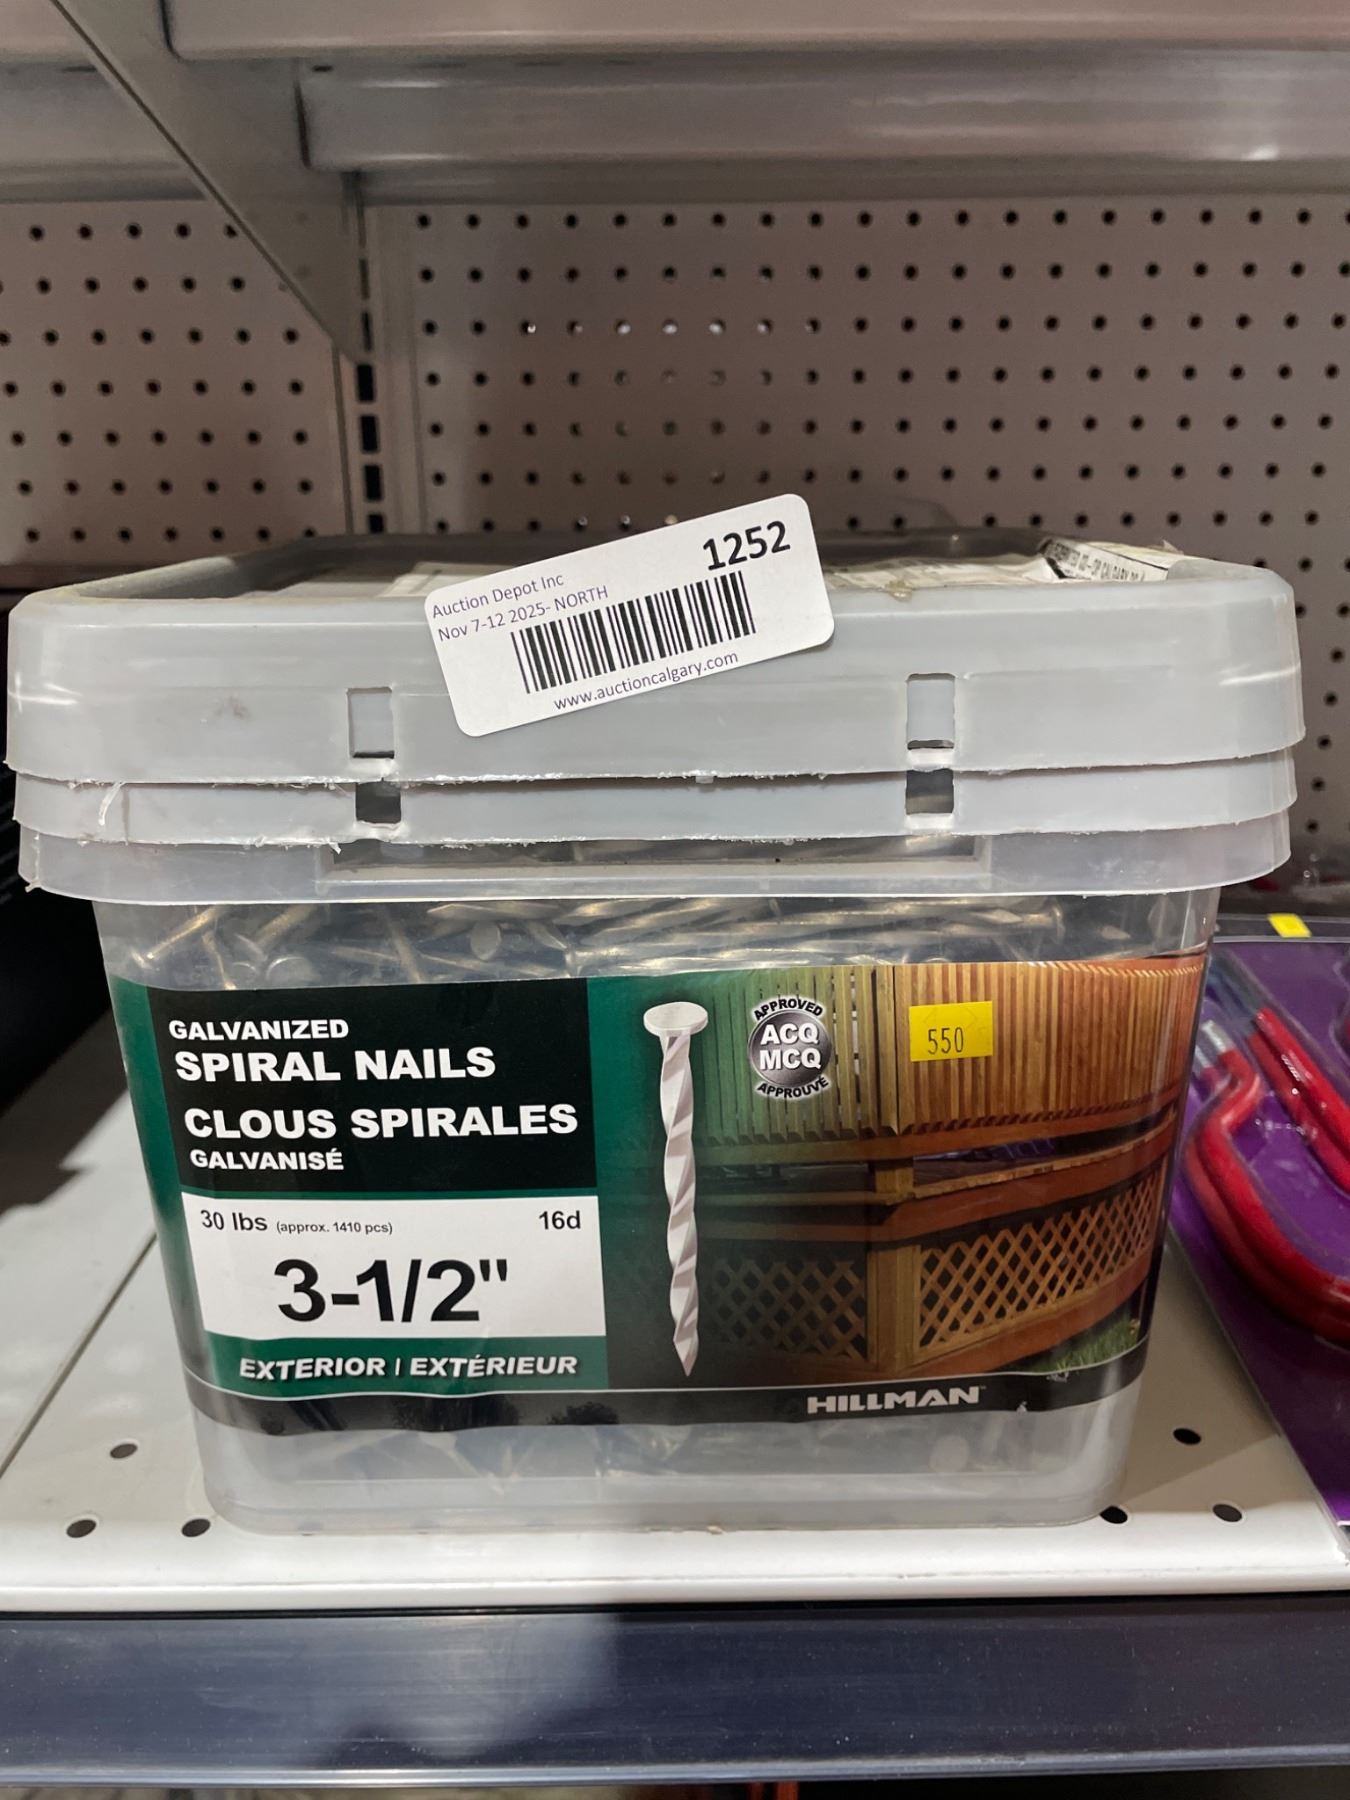 1252
Auction Depot Inc
Nov 7-12 2025- NORTH
www.auctioncalgary.com
GALVANIZED
SPIRAL NAILS
CLOUS SPIRALES
GALVANISÉ
30 lbs (approx. 1410 pcs) 16d
3-1/2"
EXTERIOR | EXTÉRIEUR
APPROVED
ACQ
MCQ
APPROUVÉ
550
HILLMAN